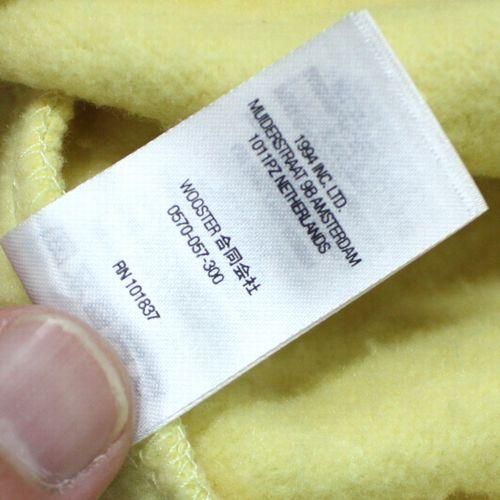 1994 INC. LTD.
MUIDERSTRAAT 9B AMSTERDAM
1011PZ NETHERLANDS
WOOSTER 合同会社
0570-057-300
RN 101837